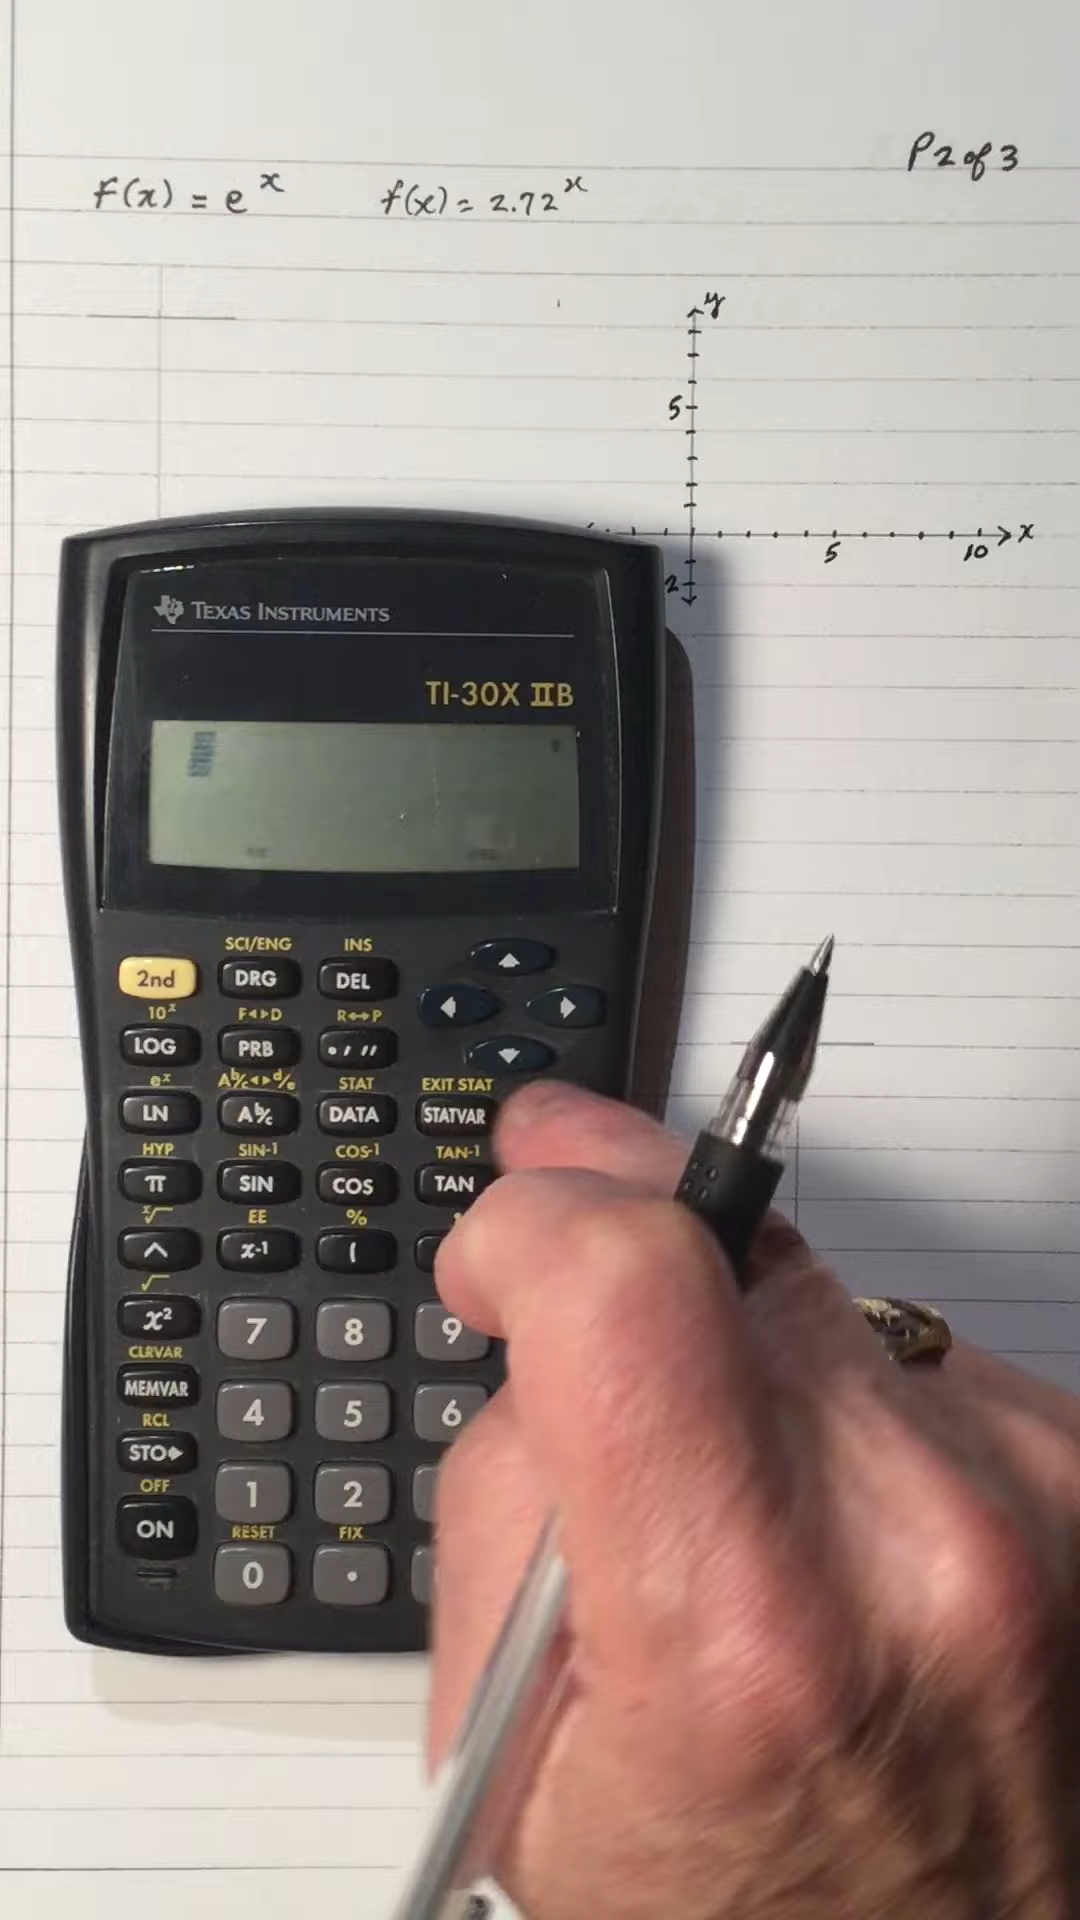 P 2 of 3
f(x) = e^x f(x) = 2.72^x
y
5
5 10 x
2
TEXAS INSTRUMENTS
TI-30X IIB
SCI/ENG INS
2nd DRG DEL
10^x F◄►D R↔P
LOG PRB ° ' "
e^x A b/c◄►d/e STAT EXIT STAT
LN A b/c DATA STATVAR
HYP SIN-1 COS-1 TAN-1
π SIN COS TAN
x√ EE %
^ x-1 (
√
x² 7 8 9
CLRVAR
MEMVAR 4 5 6
RCL
STO► 1 2
OFF
ON
RESET FIX
0 .